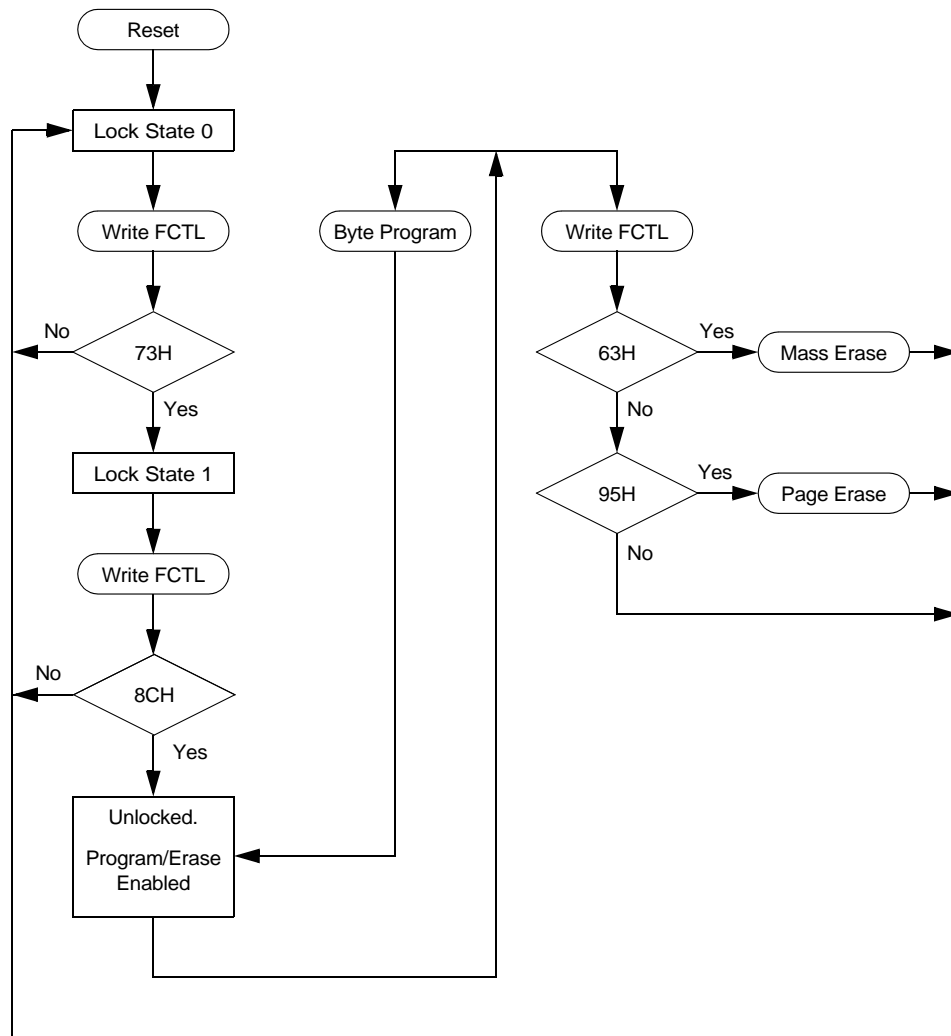 Reset
Lock State 0
Write FCTL
No
73H
Yes
Lock State 1
Write FCTL
No
8CH
Yes
Unlocked.
Program/Erase
Enabled
Byte Program
Write FCTL
Yes
63H
Mass Erase
No
Yes
95H
Page Erase
No